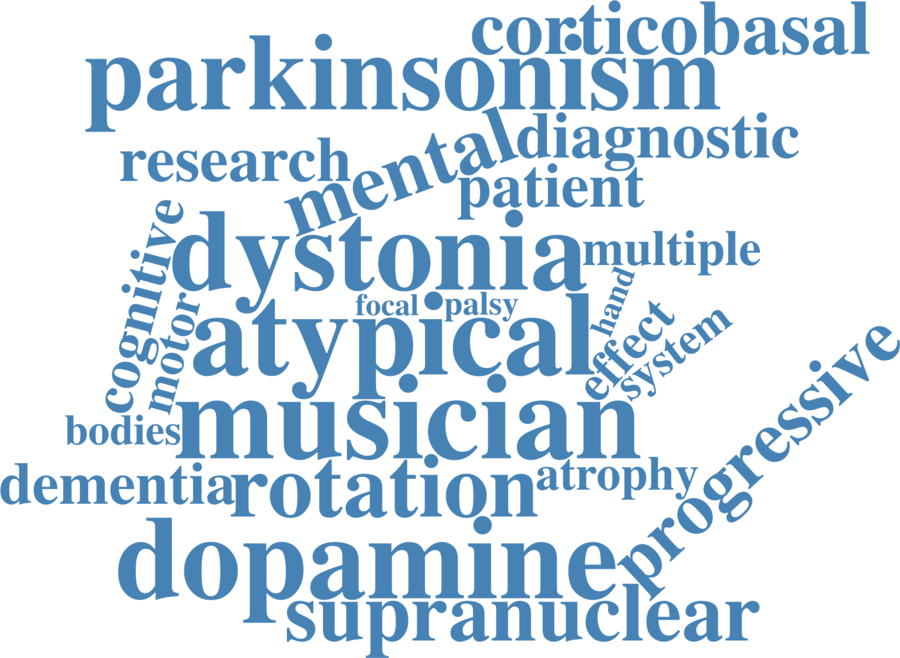 corticobasal
parkinsonism
diagnostic
research
mental
patient
cognitive
dystonia
multiple
motor
focal
palsy
hand
atypical
effect
system
progressive
musician
bodies
dementia
rotation
atrophy
dopamine
supranuclear